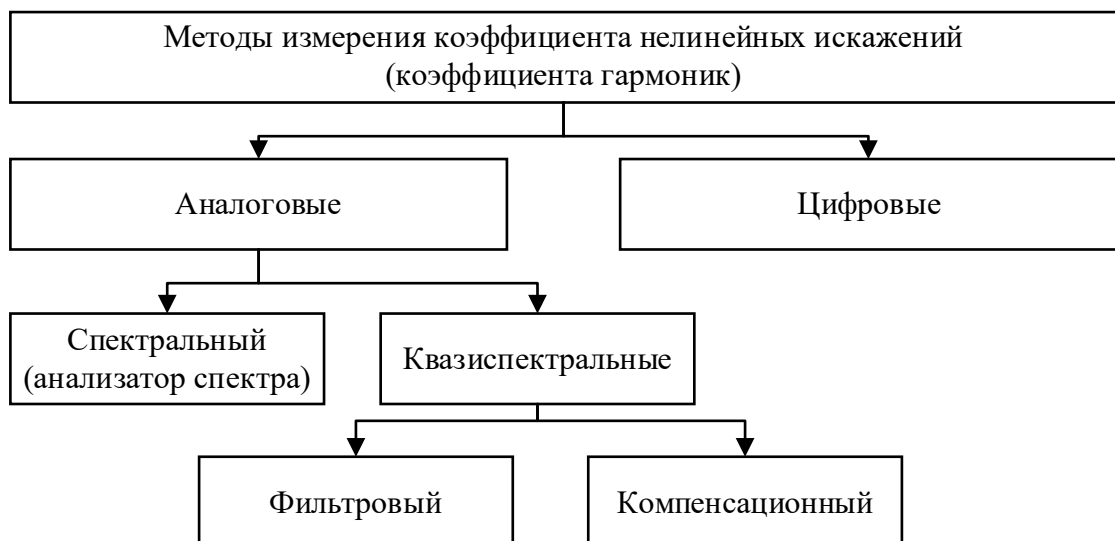 Методы измерения коэффициента нелинейных искажений
(коэффициента гармоник)
Аналоговые
Цифровые
Спектральный
(анализатор спектра)
Квазиспектральные
Фильтровый
Компенсационный